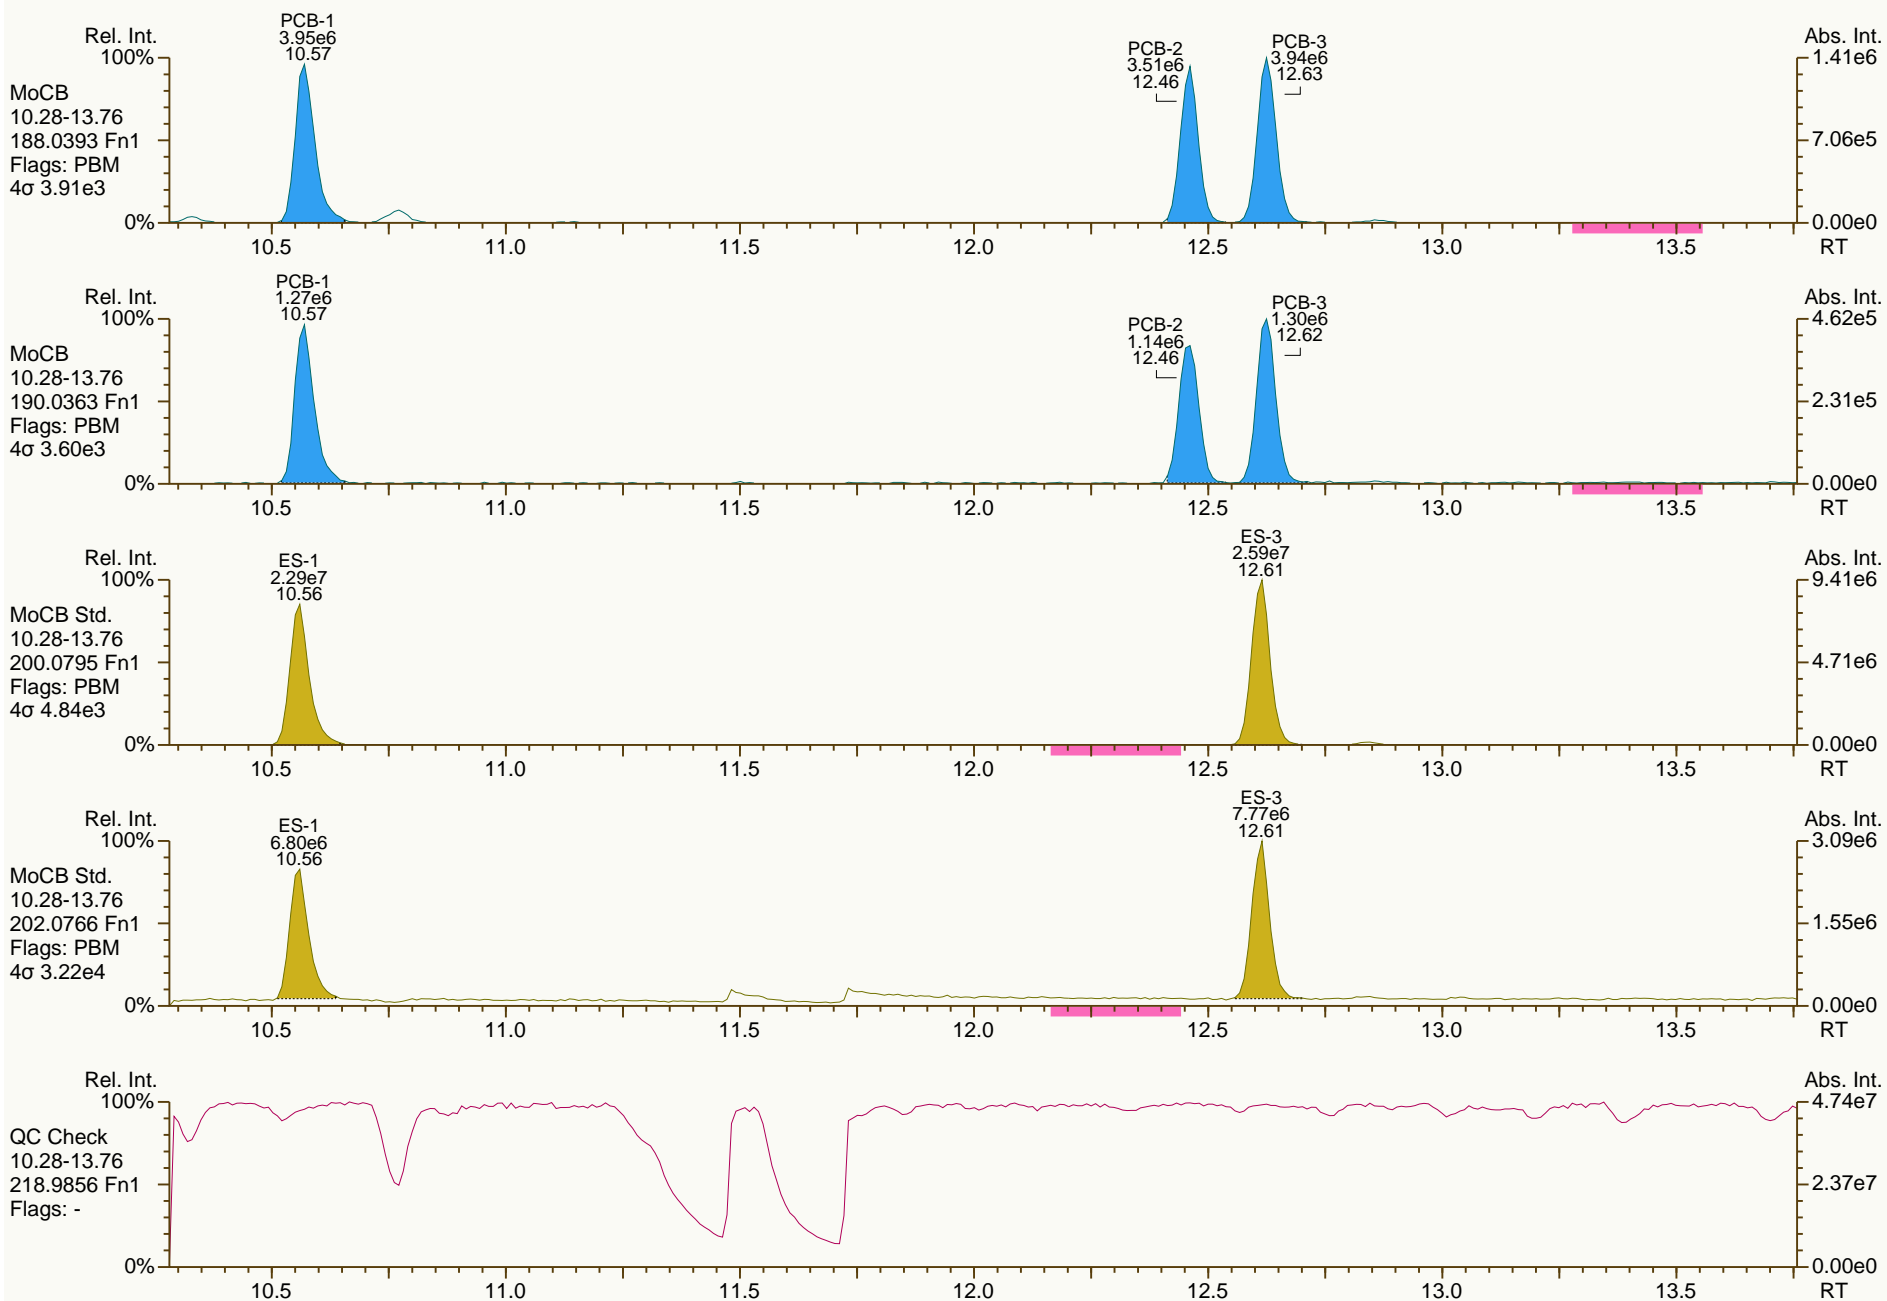 PCB-1
3.95e6
10.57
PCB-2
3.51e6
12.46
PCB-3
3.94e6
12.63
Rel. Int.
100%
0%
Abs. Int.
1.41e6
7.06e5
0.00e0
MoCB
10.28-13.76
188.0393 Fn1
Flags: PBM
4σ 3.91e3
10.5 11.0 11.5 12.0 12.5 13.0 13.5 RT
PCB-1
1.27e6
10.57
PCB-2
1.14e6
12.46
PCB-3
1.30e6
12.62
Rel. Int.
100%
0%
Abs. Int.
4.62e5
2.31e5
0.00e0
MoCB
10.28-13.76
190.0363 Fn1
Flags: PBM
4σ 3.60e3
10.5 11.0 11.5 12.0 12.5 13.0 13.5 RT
ES-1
2.29e7
10.56
ES-3
2.59e7
12.61
Rel. Int.
100%
0%
Abs. Int.
9.41e6
4.71e6
0.00e0
MoCB Std.
10.28-13.76
200.0795 Fn1
Flags: PBM
4σ 4.84e3
10.5 11.0 11.5 12.0 12.5 13.0 13.5 RT
ES-1
6.80e6
10.56
ES-3
7.77e6
12.61
Rel. Int.
100%
0%
Abs. Int.
3.09e6
1.55e6
0.00e0
MoCB Std.
10.28-13.76
202.0766 Fn1
Flags: PBM
4σ 3.22e4
10.5 11.0 11.5 12.0 12.5 13.0 13.5 RT
Rel. Int.
100%
0%
Abs. Int.
4.74e7
2.37e7
0.00e0
QC Check
10.28-13.76
218.9856 Fn1
Flags: -
10.5 11.0 11.5 12.0 12.5 13.0 13.5 RT